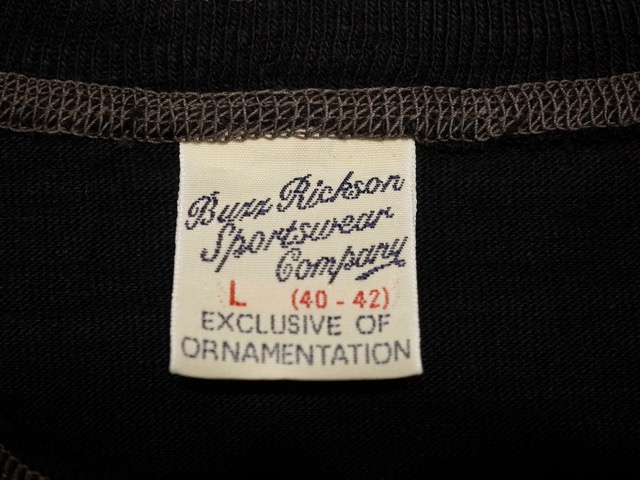 Buzz Rickson
Sportswear
Company
L (40 - 42)
EXCLUSIVE OF
ORNAMENTATION